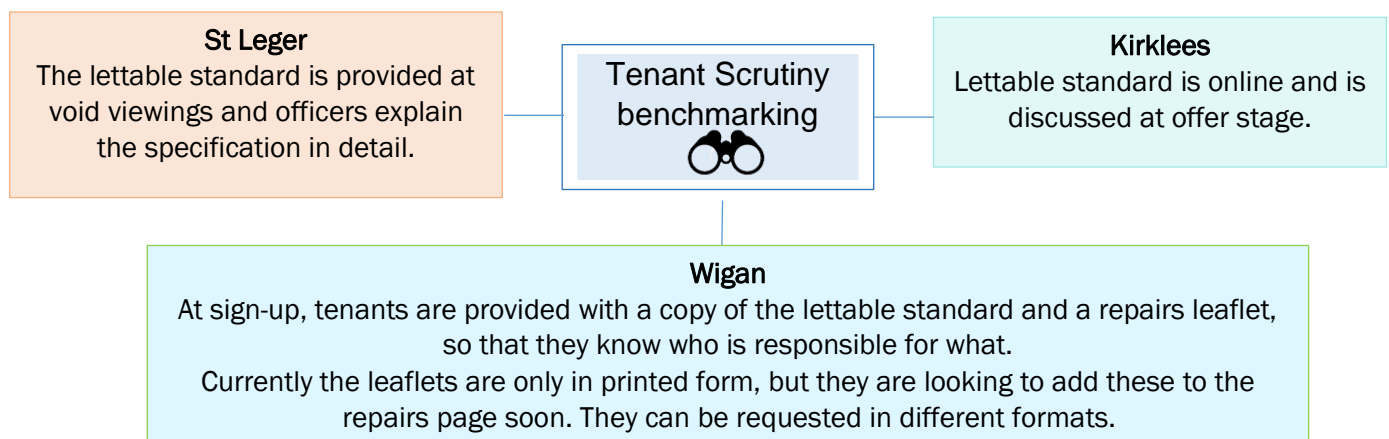 St Leger
The lettable standard is provided at
void viewings and officers explain
the specification in detail.
Tenant Scrutiny
benchmarking
Kirklees
Lettable standard is online and is
discussed at offer stage.
Wigan
At sign-up, tenants are provided with a copy of the lettable standard and a repairs leaflet,
so that they know who is responsible for what.
Currently the leaflets are only in printed form, but they are looking to add these to the
repairs page soon. They can be requested in different formats.